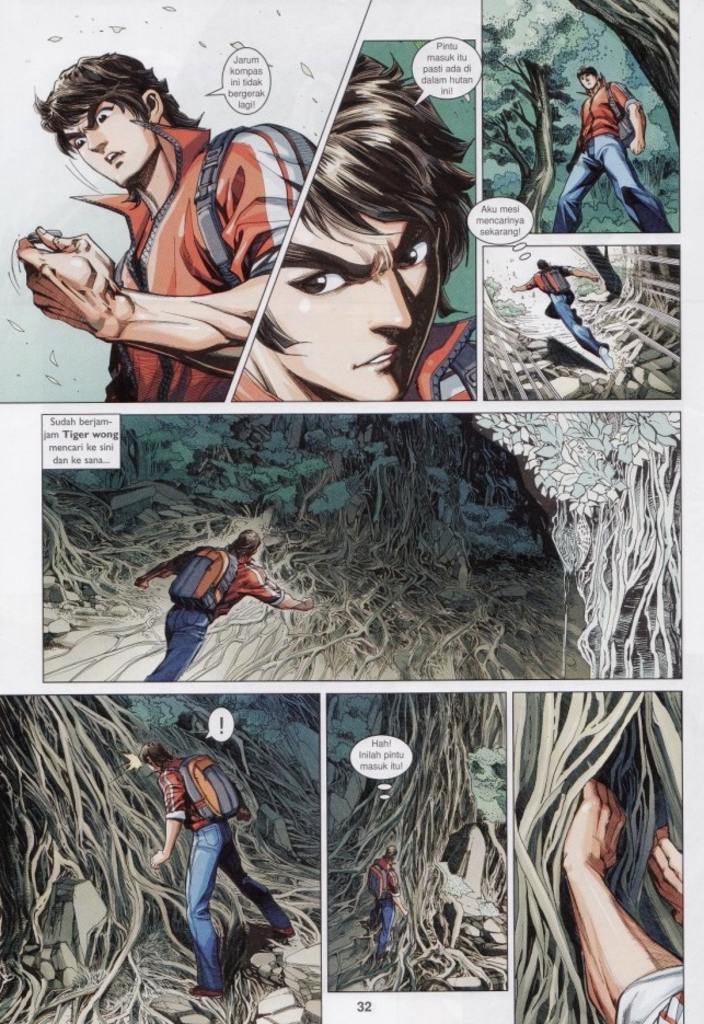 Jarum
kompas
ini tidak
bergerak
lagi!
Pintu
masuk itu
pasti ada di
dalam hutan
ini!
Aku mesi
mencarinya
sekarang!
Sudah berjam-
jam Tiger wong
mencari ke sini
dan ke sana...
!
Hah!
Inilah pintu
masuk itu!
32